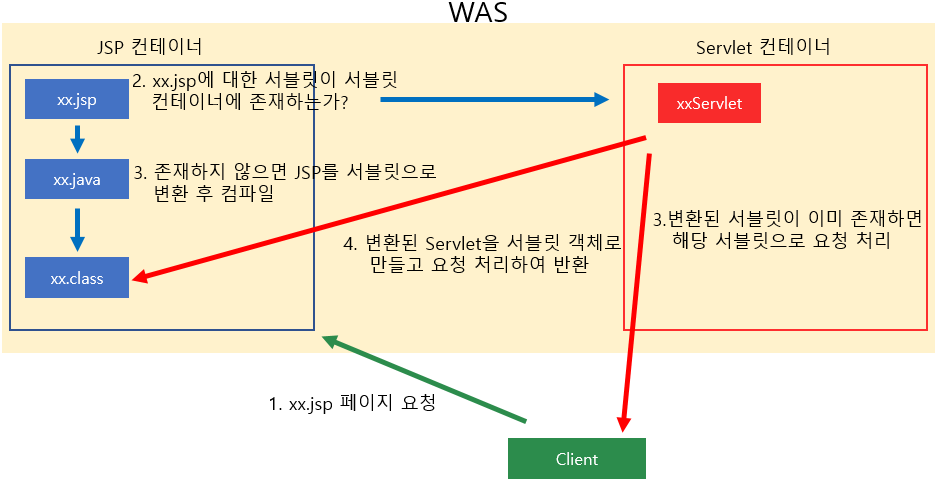 WAS
JSP 컨테이너
Servlet 컨테이너
xx.jsp
2. xx.jsp에 대한 서블릿이 서블릿
컨테이너에 존재하는가?
xxServlet
xx.java
3. 존재하지 않으면 JSP를 서블릿으로
변환 후 컴파일
3.변환된 서블릿이 이미 존재하면
해당 서블릿으로 요청 처리
4. 변환된 Servlet을 서블릿 객체로
만들고 요청 처리하여 반환
xx.class
1. xx.jsp 페이지 요청
Client